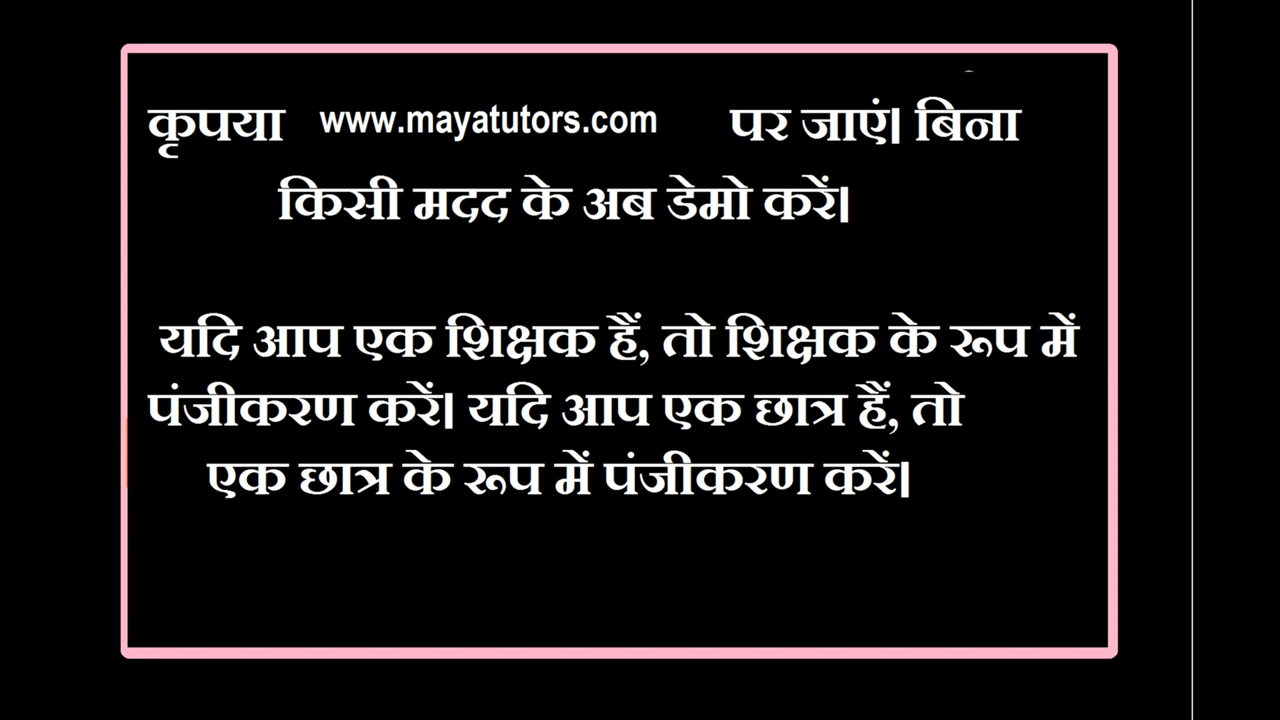 कृपया www.mayatutors.com पर जाएं। बिना
किसी मदद के अब डेमो करें।
यदि आप एक शिक्षक हैं, तो शिक्षक के रूप में
पंजीकरण करें। यदि आप एक छात्र हैं, तो
एक छात्र के रूप में पंजीकरण करें।